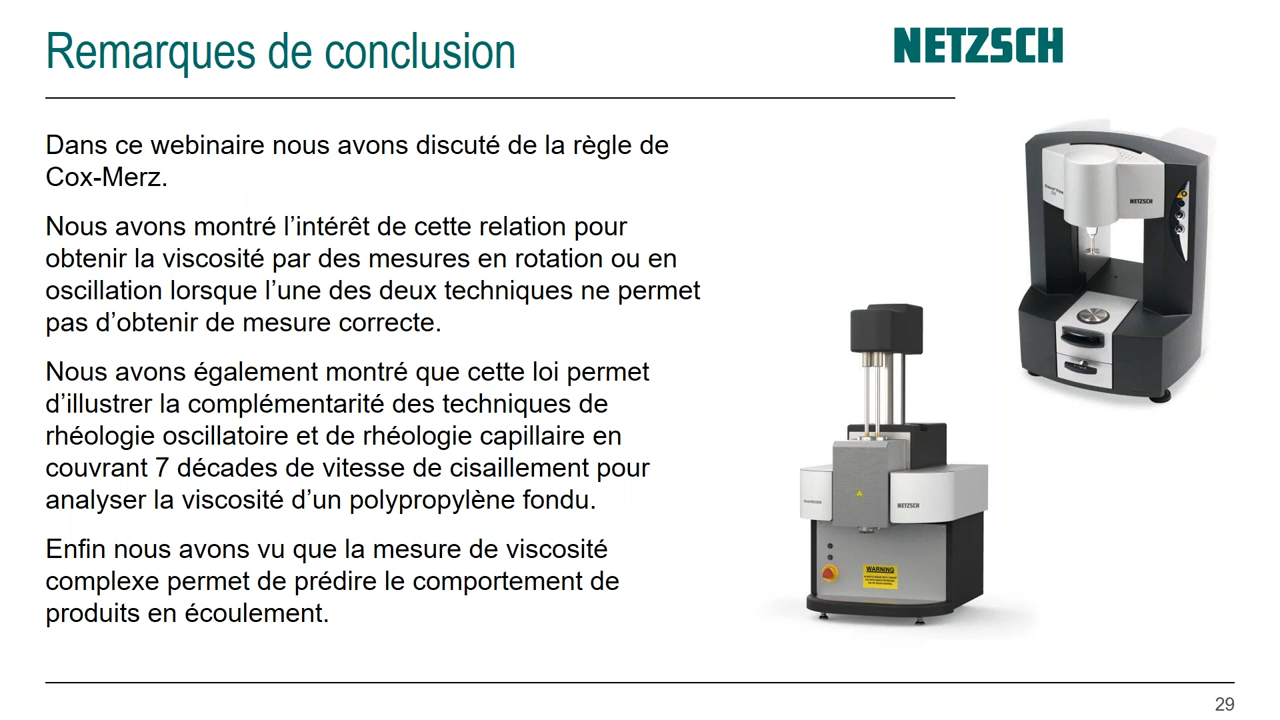 Remarques de conclusion
NETZSCH
Dans ce webinaire nous avons discuté de la règle de
Cox-Merz.
Nous avons montré l’intérêt de cette relation pour
obtenir la viscosité par des mesures en rotation ou en
oscillation lorsque l’une des deux techniques ne permet
pas d’obtenir de mesure correcte.
Nous avons également montré que cette loi permet
d’illustrer la complémentarité des techniques de
rhéologie oscillatoire et de rhéologie capillaire en
couvrant 7 décades de vitesse de cisaillement pour
analyser la viscosité d’un polypropylène fondu.
Enfin nous avons vu que la mesure de viscosité
complexe permet de prédire le comportement de
produits en écoulement.
NETZSCH
NETZSCH
WARNING
29